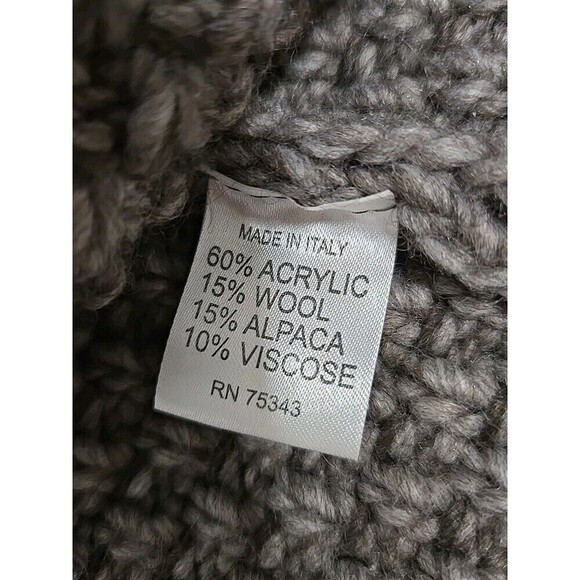 MADE IN ITALY
60% ACRYLIC
15% WOOL
15% ALPACA
10% VISCOSE
RN 75343